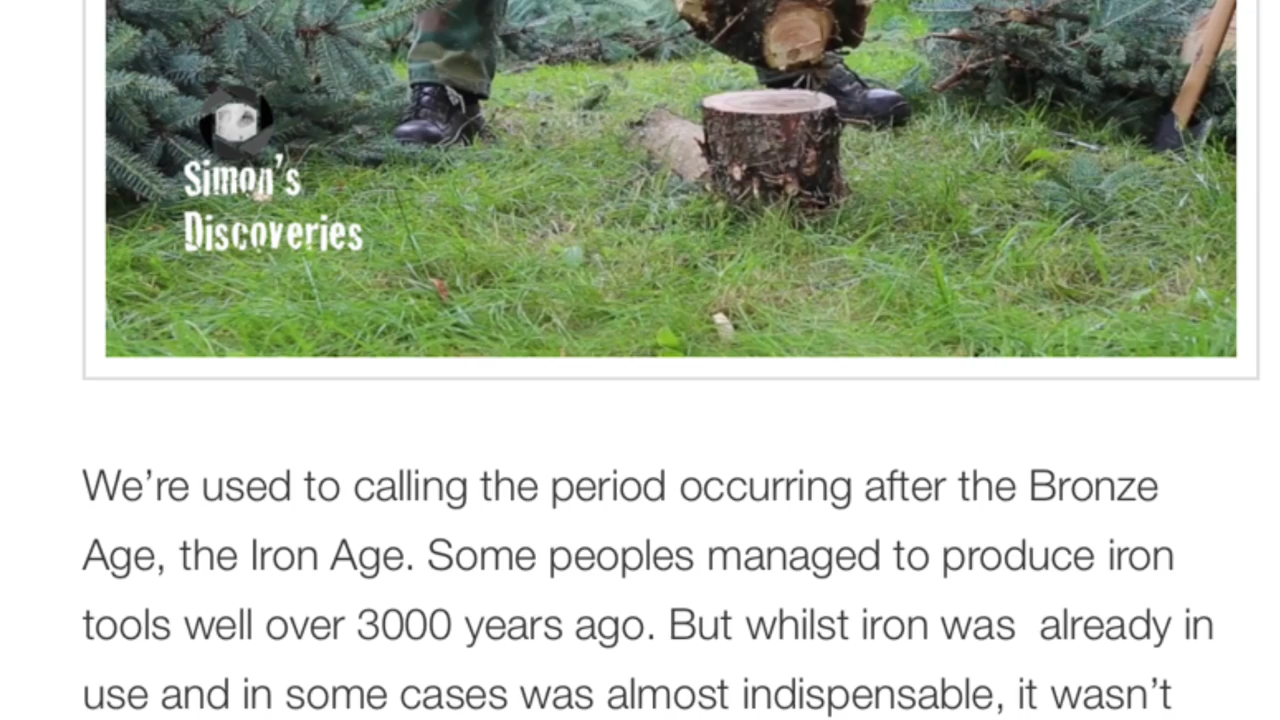 Simon's
Discoveries
We're used to calling the period occurring after the Bronze
Age, the Iron Age. Some peoples managed to produce iron
tools well over 3000 years ago. But whilst iron was  already in
use and in some cases was almost indispensable, it wasn't